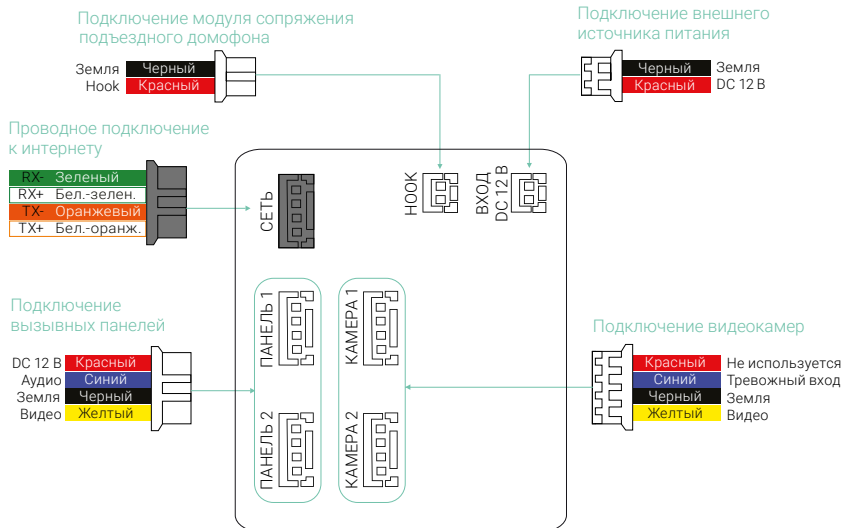 Подключение модуля сопряжения
подъездного домофона
Земля Черный
Hook Красный
Подключение внешнего
источника питания
Черный Земля
Красный DC 12 В
Проводное подключение
к интернету
RX- Зеленый
RX+ Бел.-зелен.
TX- Оранжевый
TX+ Бел.-оранж.
СЕТЬ
HOOK
ВХОД
DC 12 В
ПАНЕЛЬ 1
КАМЕРА 1
ПАНЕЛЬ 2
КАМЕРА 2
Подключение
вызывных панелей
DC 12 В Красный
Аудио Синий
Земля Черный
Видео Желтый
Подключение видеокамер
Красный Не используется
Синий Тревожный вход
Черный Земля
Желтый Видео